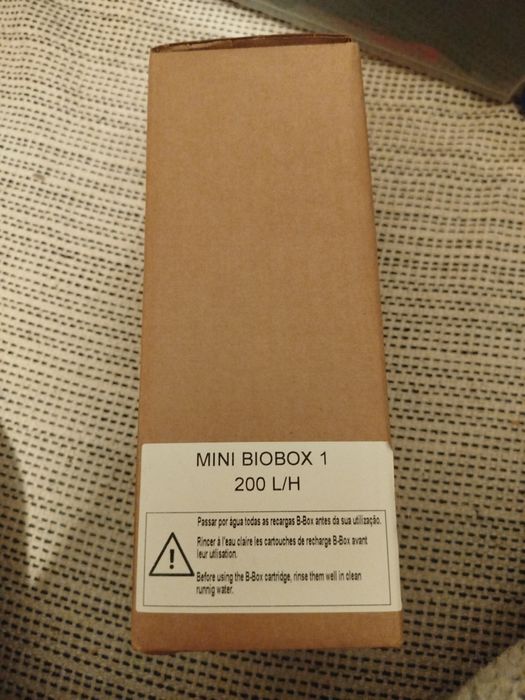 MINI BIOBOX 1
200 L/H
Passar por água todas as recargas B-Box antes da sua utilização.
Rincer à l'eau claire les cartouches de recharge B-Box avant
leur utilisation.
Before using the B-Box cartridge, rinse them well in clean
runnig water.